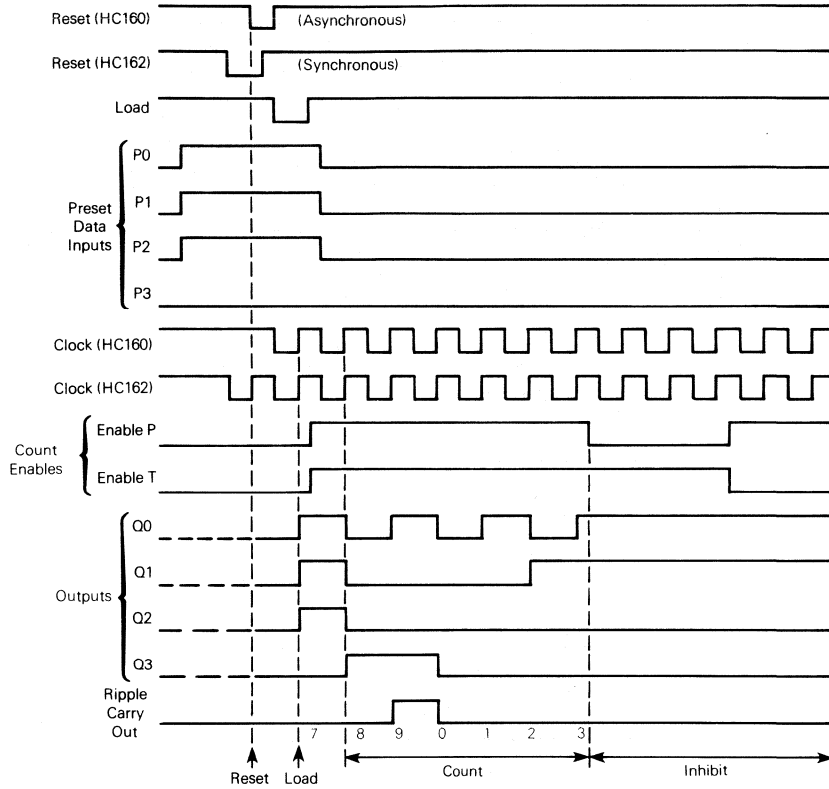 Reset (HC160)
(Asynchronous)
Reset (HC162)
(Synchronous)
Load
Preset
Data
Inputs
P0
P1
P2
P3
Clock (HC160)
Clock (HC162)
Count
Enables
Enable P
Enable T
Outputs
Q0
Q1
Q2
Q3
Ripple
Carry
Out
7 8 9 0 1 2 3
Reset Load Count Inhibit